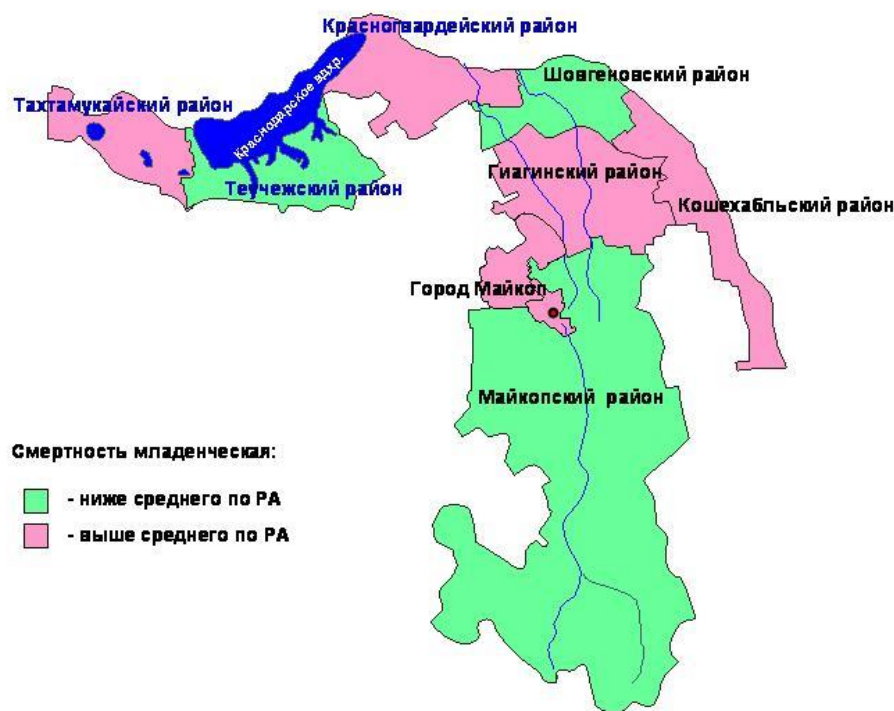 Красногвардейский район
Шовгеновский район
Тахтамукайский район
Краснодарское вдхр.
Теучежский район
Гиагинский район
Кошехабльский район
Город Майкоп
Майкопский район
Смертность младенческая:
- ниже среднего по РА
- выше среднего по РА